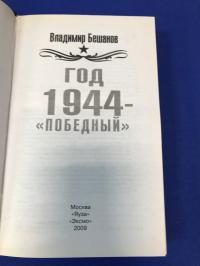 Владимир Бешанов
ГОД
1944-
«ПОБЕДНЫЙ»
Москва
«Яуза»
«Эксмо»
2009